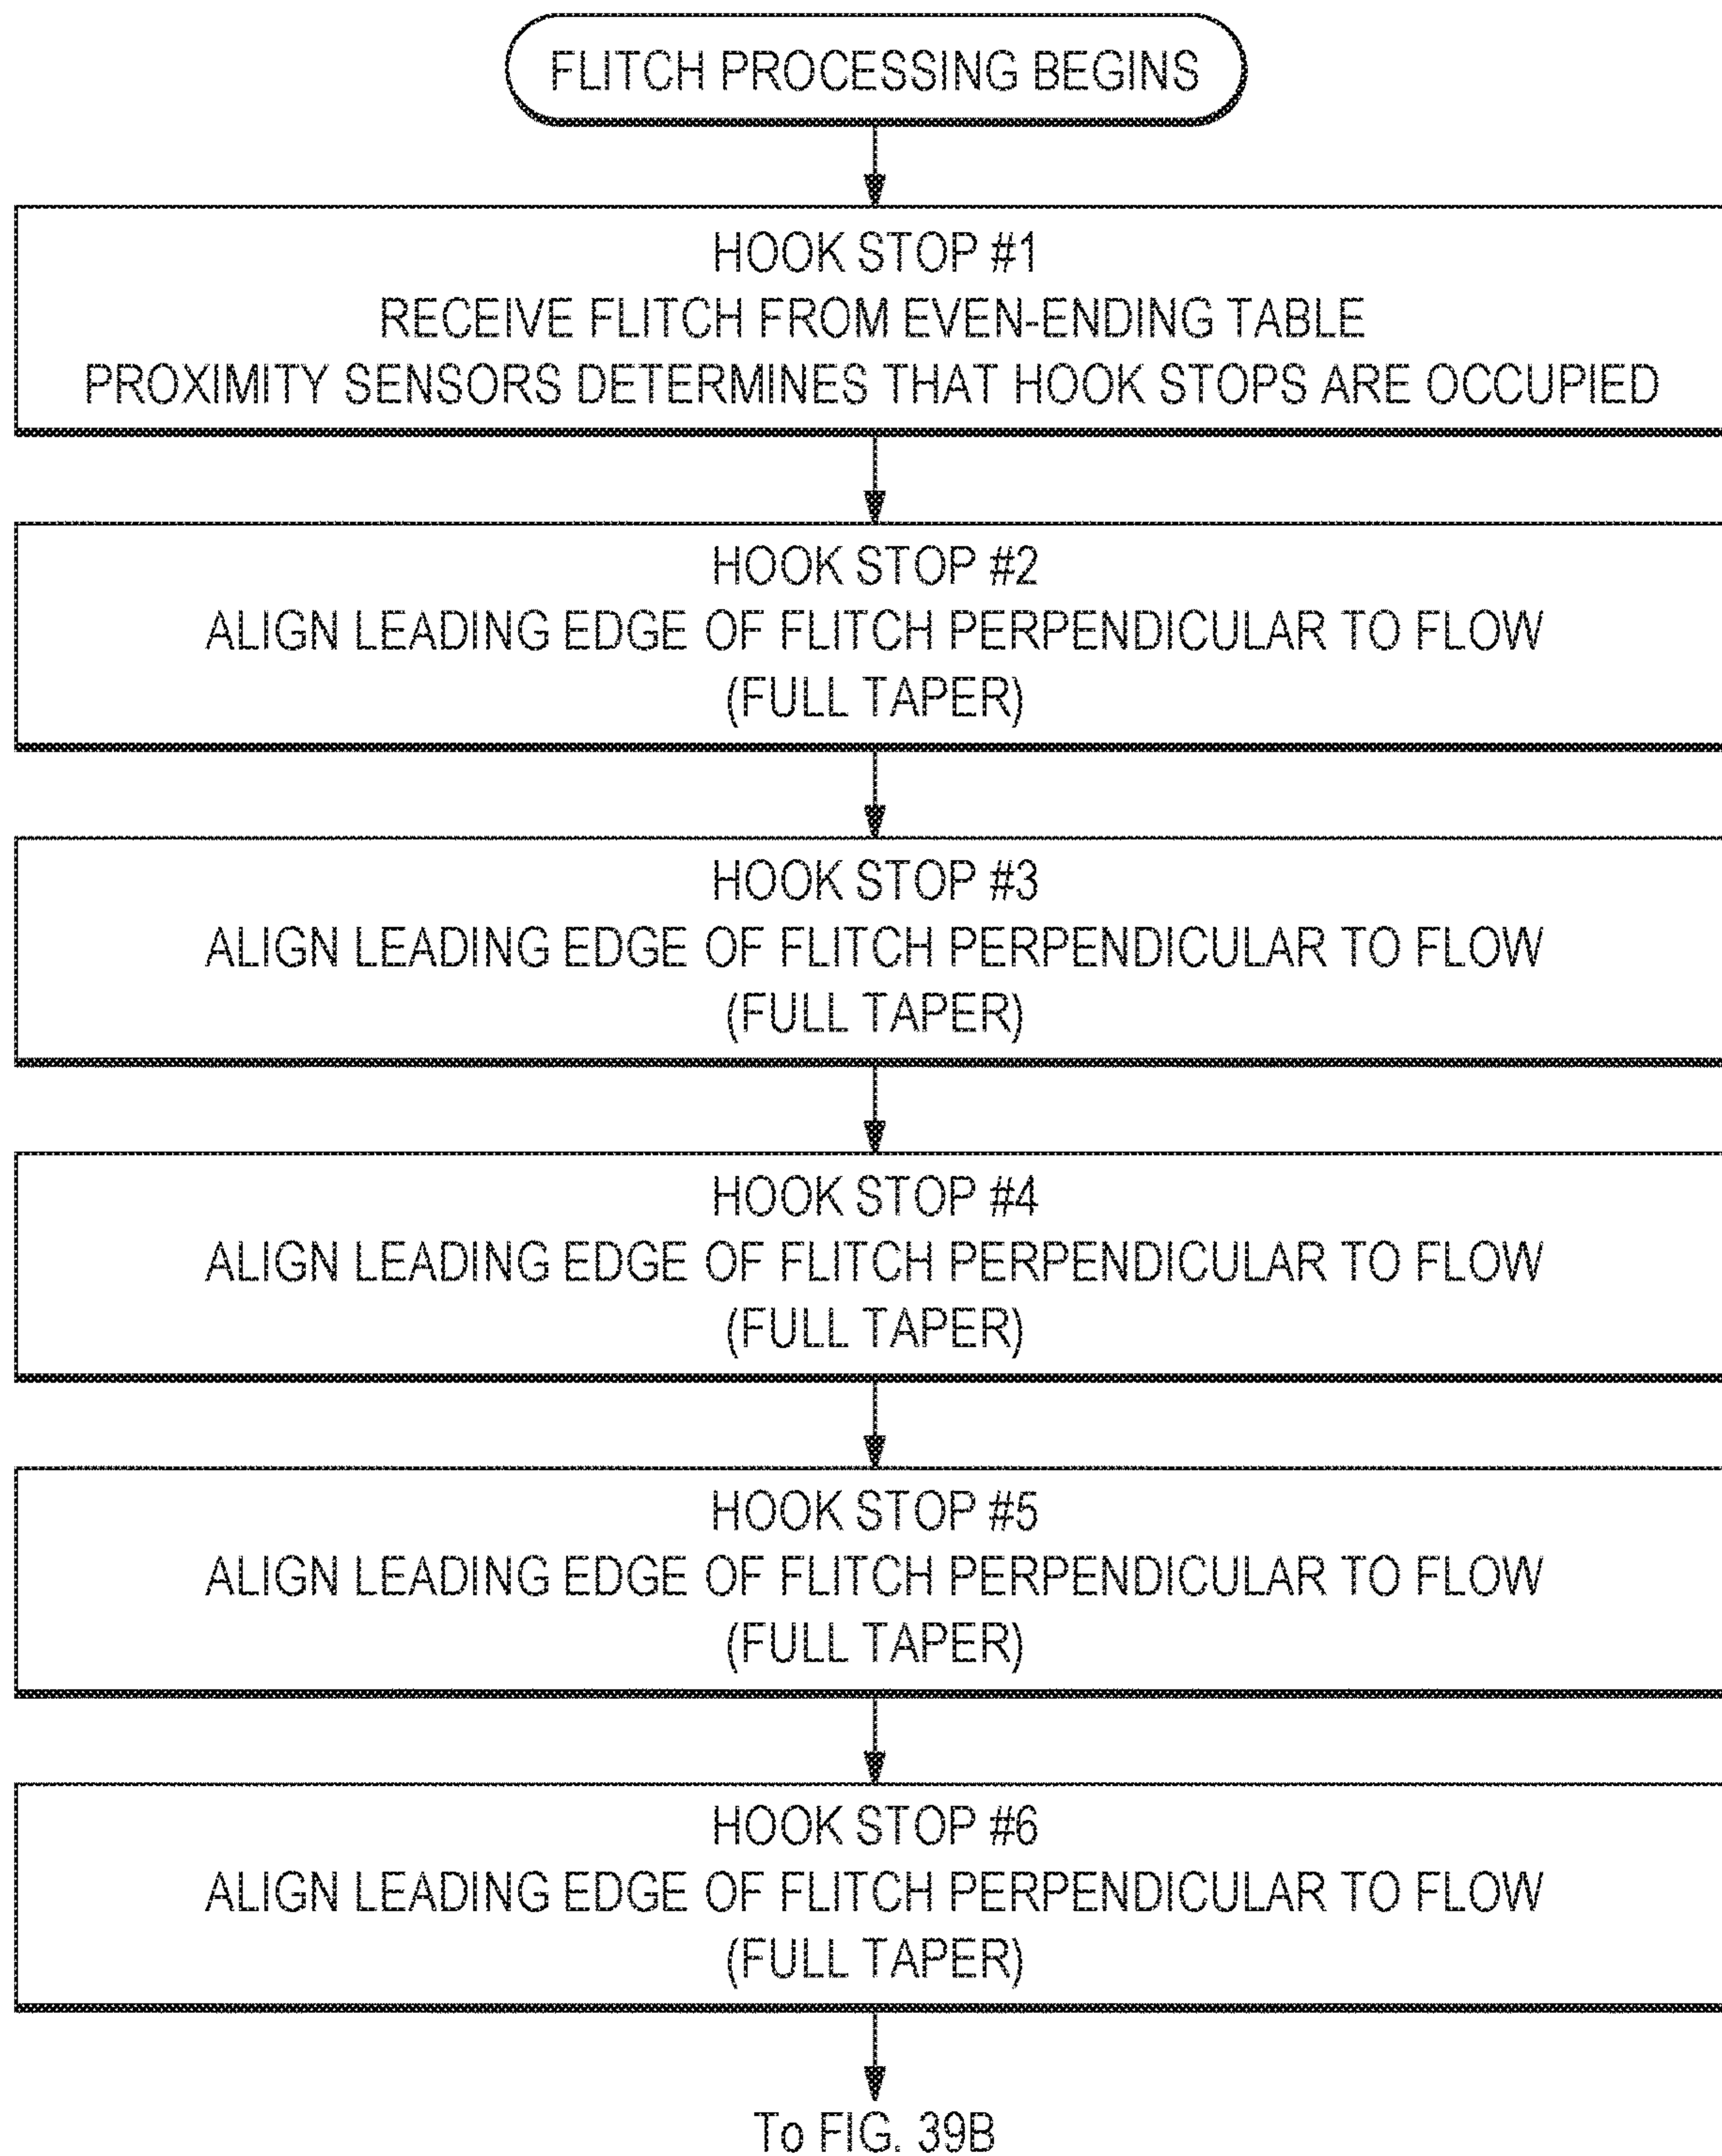 FLITCH PROCESSING BEGINS
HOOK STOP #1
RECEIVE FLITCH FROM EVEN-ENDING TABLE
PROXIMITY SENSORS DETERMINES THAT HOOK STOPS ARE OCCUPIED
HOOK STOP #2
ALIGN LEADING EDGE OF FLITCH PERPENDICULAR TO FLOW
(FULL TAPER)
HOOK STOP #3
ALIGN LEADING EDGE OF FLITCH PERPENDICULAR TO FLOW
(FULL TAPER)
HOOK STOP #4
ALIGN LEADING EDGE OF FLITCH PERPENDICULAR TO FLOW
(FULL TAPER)
HOOK STOP #5
ALIGN LEADING EDGE OF FLITCH PERPENDICULAR TO FLOW
(FULL TAPER)
HOOK STOP #6
ALIGN LEADING EDGE OF FLITCH PERPENDICULAR TO FLOW
(FULL TAPER)
To FIG. 39B